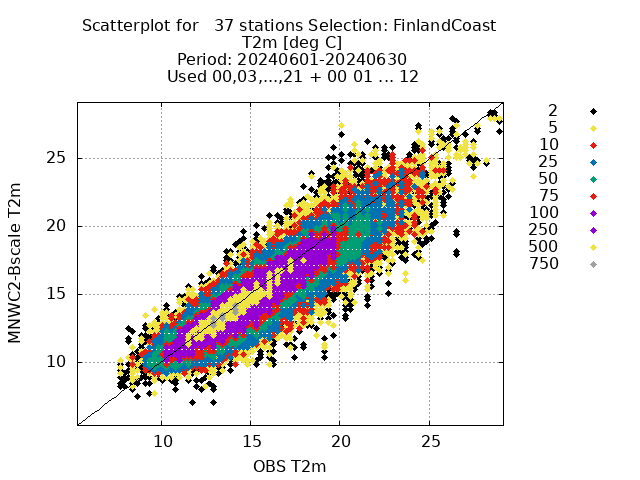 Scatterplot for   37 stations Selection: FinlandCoast
T2m [deg C]
Period: 20240601-20240630
Used 00,03,...,21 + 00 01 ... 12
2
5
10
25
50
75
100
250
500
750
MNWC2-Bscale T2m
25
20
15
10
10 15 20 25
OBS T2m